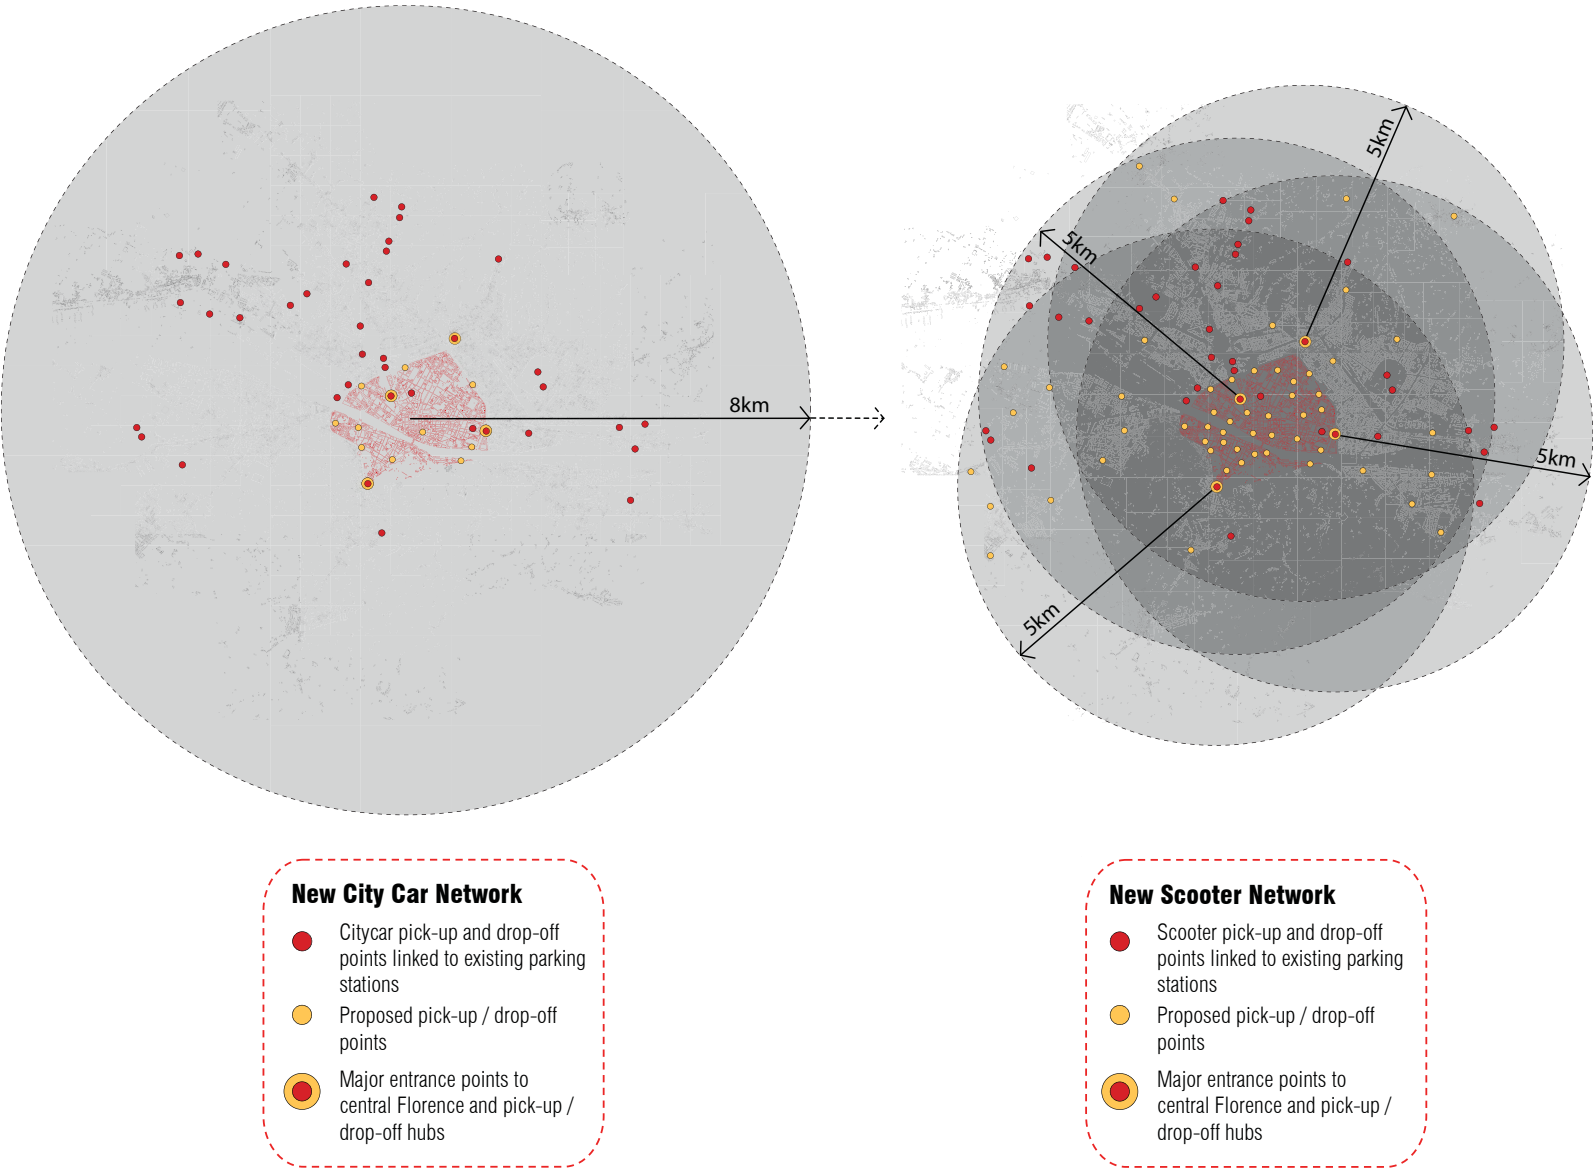 8km
5km
5km
5km
5km
New City Car Network
Citycar pick-up and drop-off
points linked to existing parking
stations
Proposed pick-up / drop-off
points
Major entrance points to
central Florence and pick-up /
drop-off hubs
New Scooter Network
Scooter pick-up and drop-off
points linked to existing parking
stations
Proposed pick-up / drop-off
points
Major entrance points to
central Florence and pick-up /
drop-off hubs